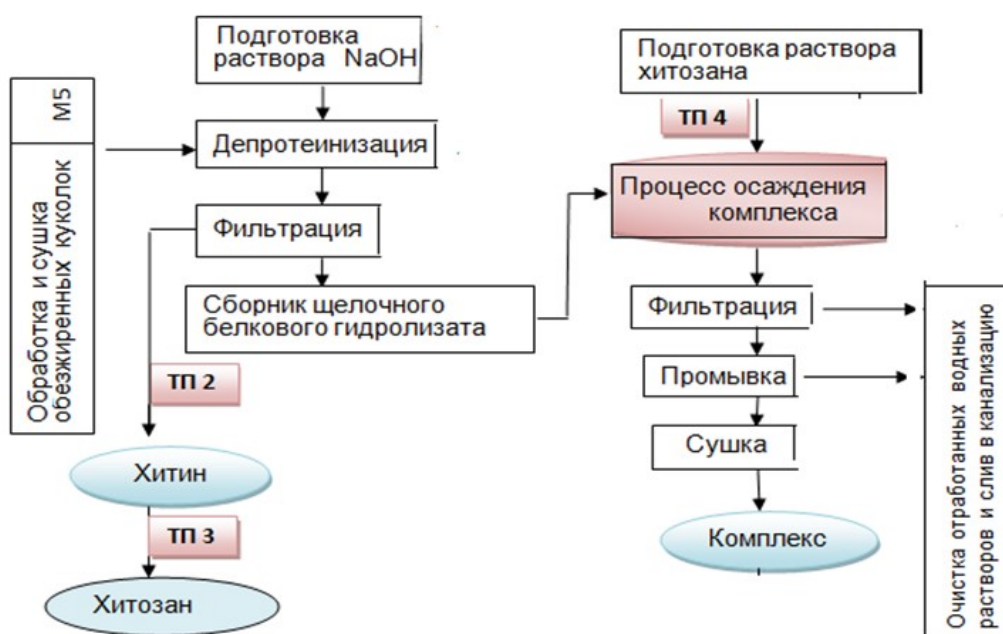 Подготовка
раствора NaOH
М5
Обработка и сушка
обезжиренных куколок
Депротеинизация
Фильтрация
Сборник щелочного
белкового гидролизата
ТП 2
Хитин
ТП 3
Хитозан
Подготовка раствора
хитозана
ТП 4
Процесс осаждения
комплекса
Фильтрация
Промывка
Сушка
Комплекс
Очистка отработанных водных
растворов и слив в канализацию